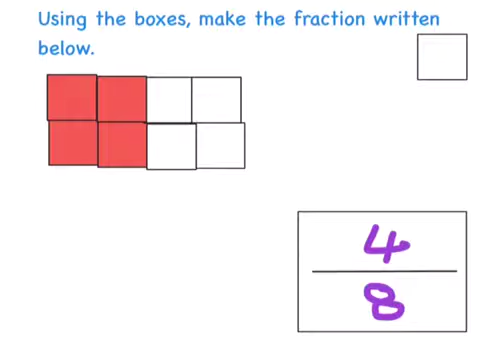 Using the boxes, make the fraction written
below.
4
8